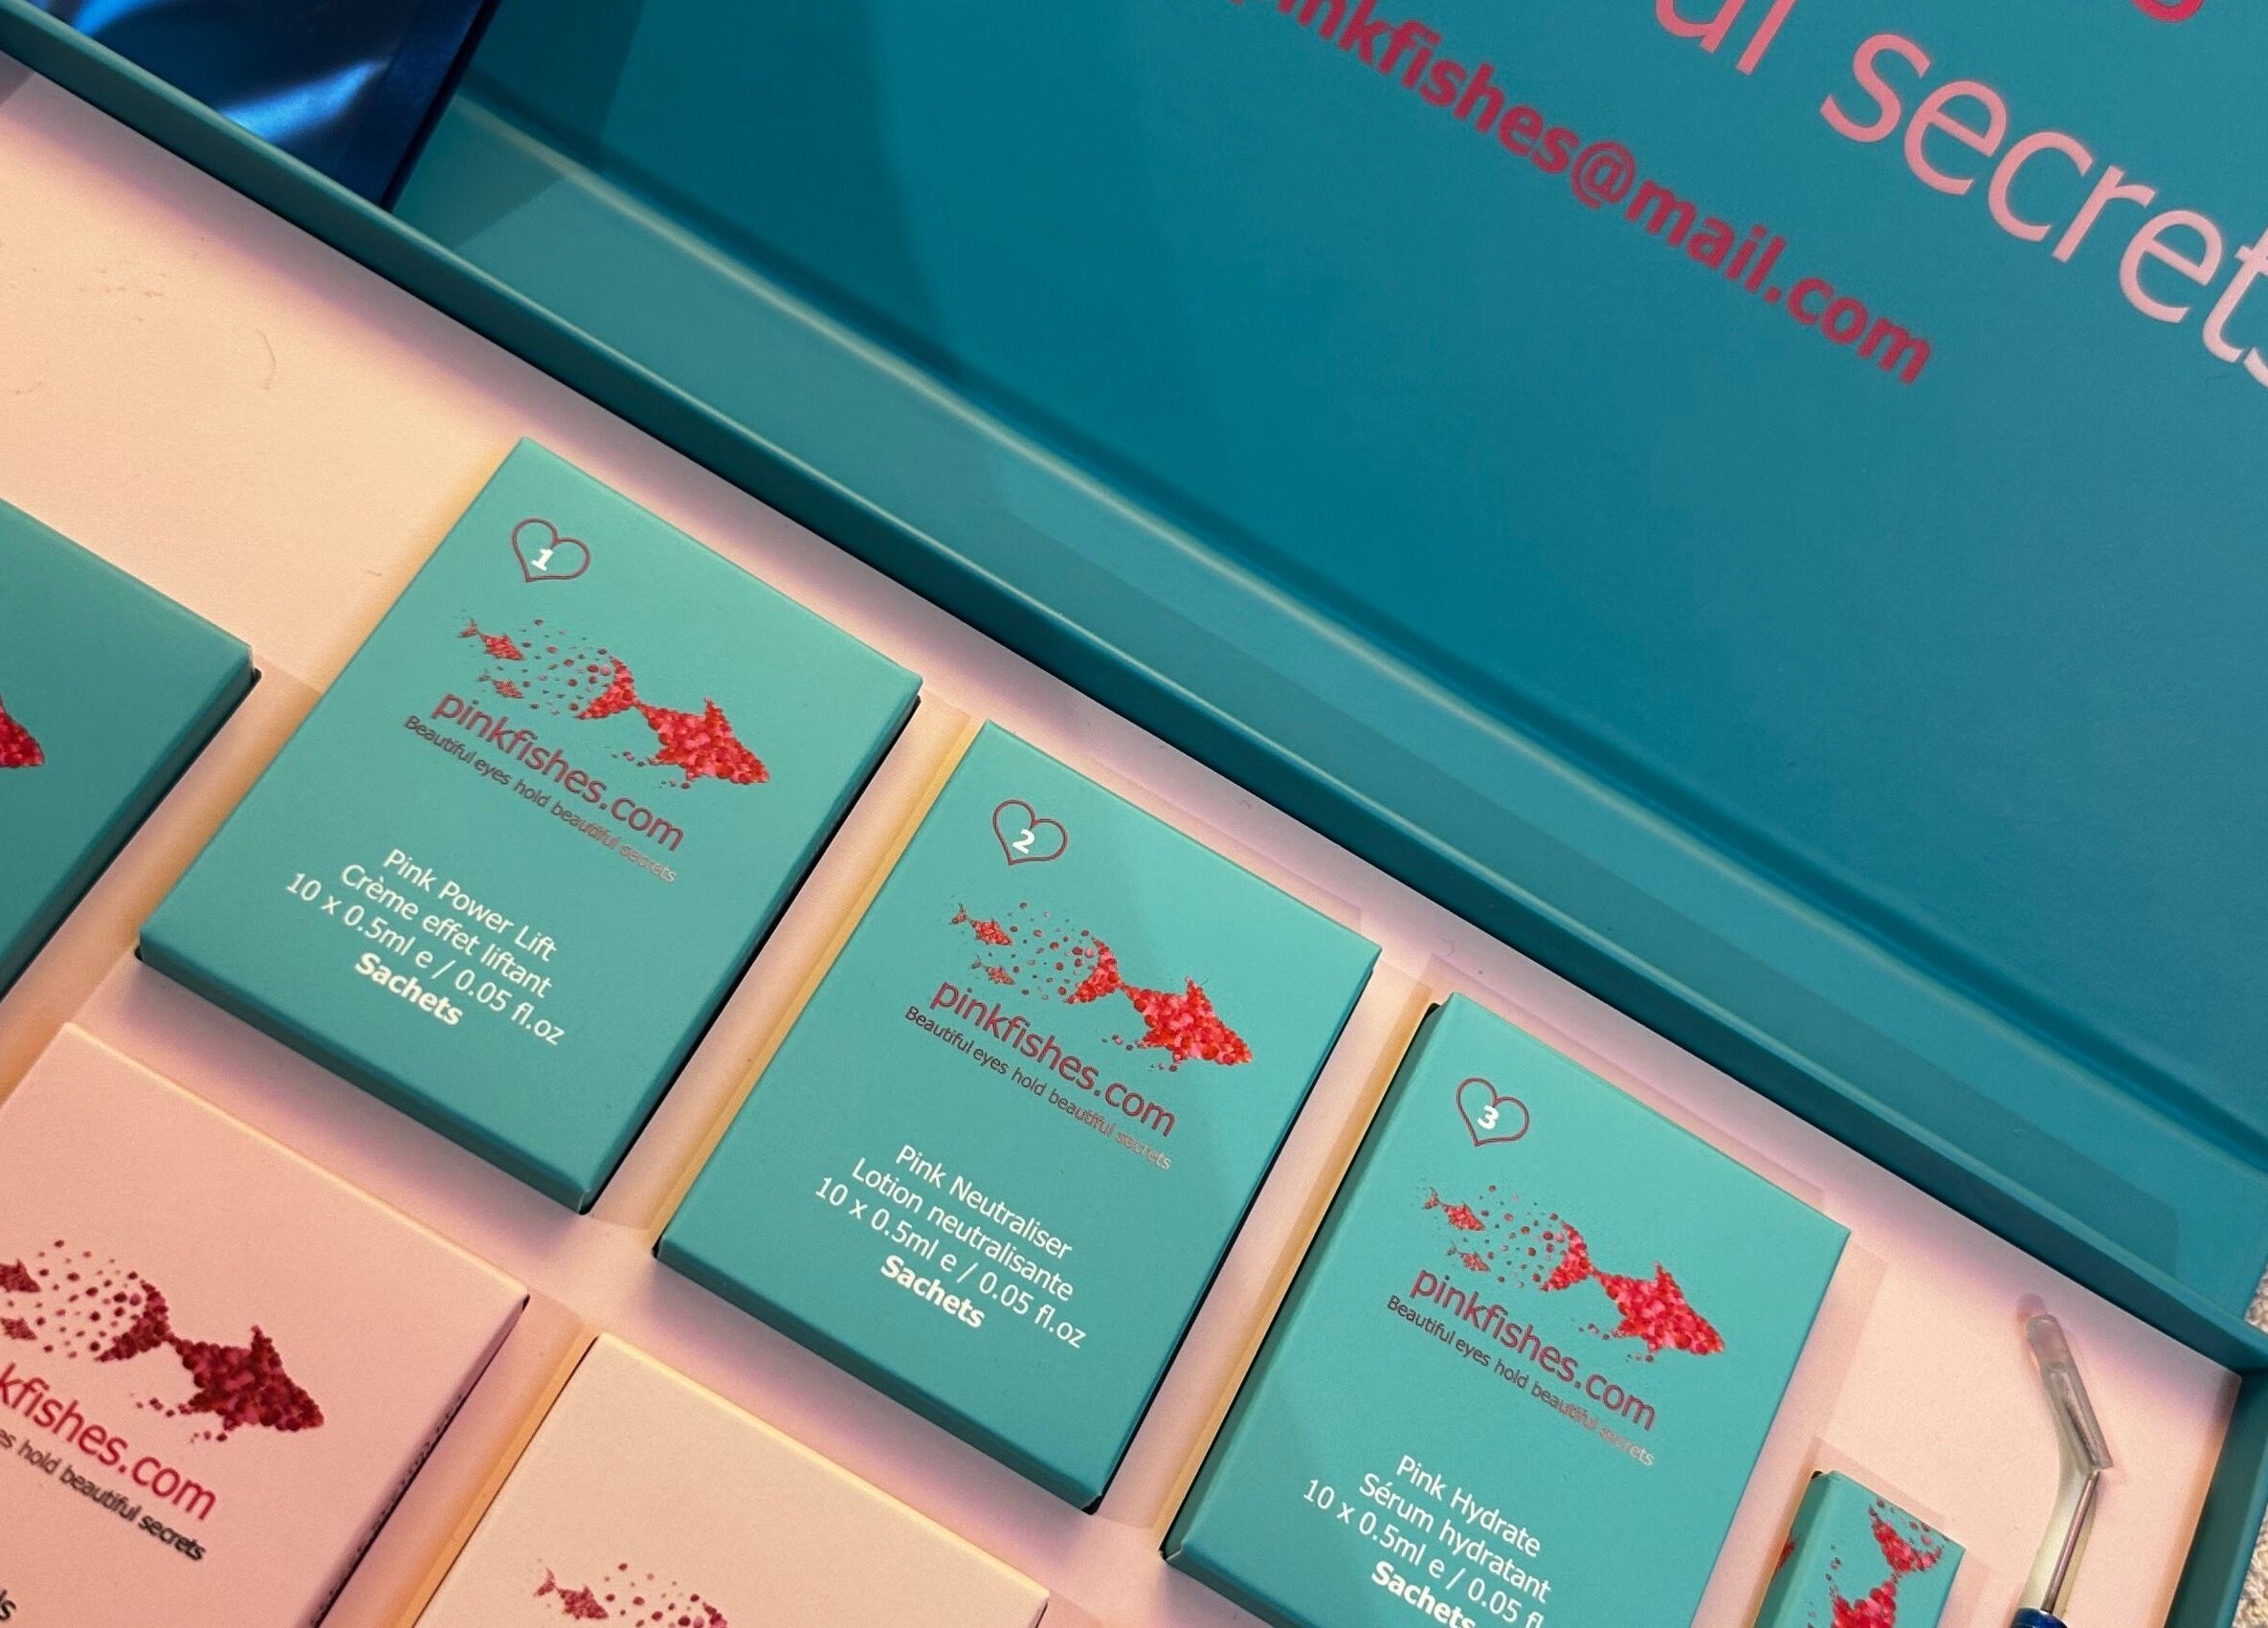 secrets
pinkfishes@mail.com
1
pinkfishes.com
Beautiful eyes hold beautiful secrets
Pink Power Lift
Crème effet liftant
10 x 0.5ml e / 0.05 fl.oz
Sachets
2
pinkfishes.com
Beautiful eyes hold beautiful secrets
Pink Neutraliser
Lotion neutralisante
10 x 0.5ml e / 0.05 fl.oz
Sachets
3
pinkfishes.com
Beautiful eyes hold beautiful secrets
Pink Hydrate
Sérum hydratant
10 x 0.5ml e / 0.05 fl
Sachets
kfishes.com
es hold beautiful secrets